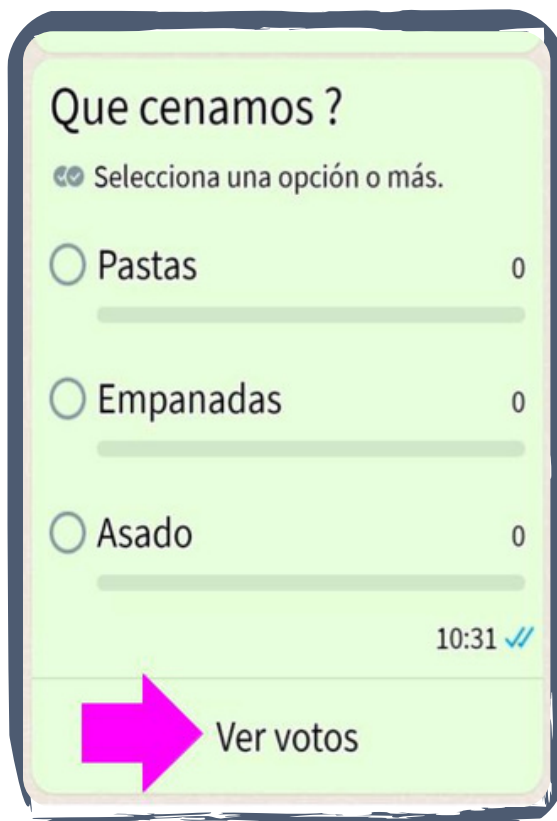 Que cenamos ?
Selecciona una opción o más.
Pastas 0
Empanadas 0
Asado 0
10:31
Ver votos